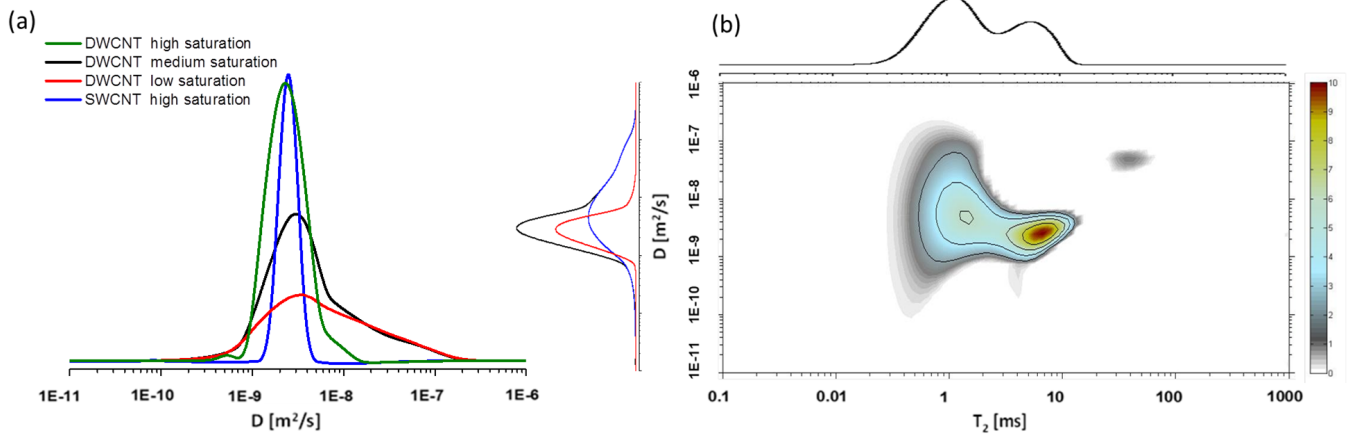 (a)
DWCNT high saturation
DWCNT medium saturation
DWCNT low saturation
SWCNT high saturation
1E-11 1E-10 1E-9 1E-8 1E-7 1E-6
D [m²/s]
D [m²/s]
(b)
1E-6
1E-7
1E-8
1E-9
1E-10
1E-11
0.1 0.01 1 10 100 1000
T₂ [ms]
10
9
8
7
6
5
4
3
2
1
0